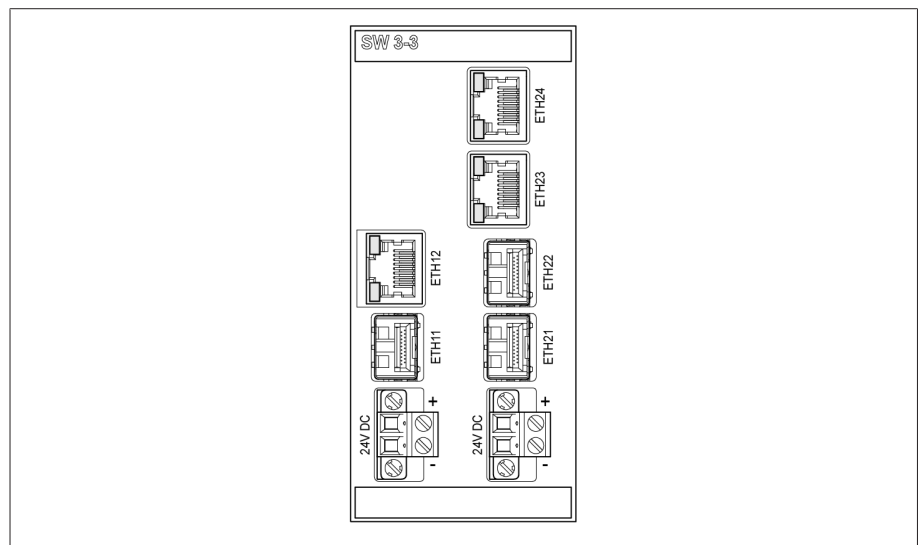 SW 3-3
ETH24
ETH23
ETH12
ETH22
ETH11
ETH21
24V DC
+
-
24V DC
+
-